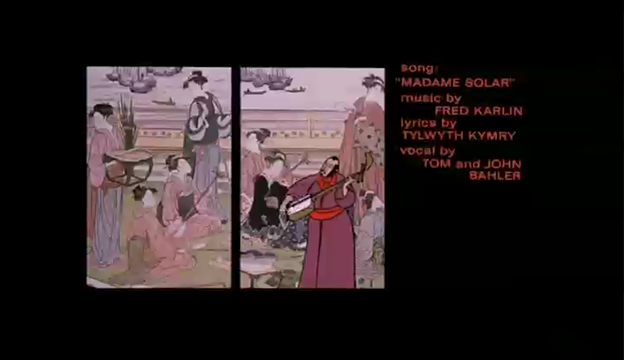 song:
"MADAME SOLAR"
music by
FRED KARLIN
lyrics by
TYLWYTH KYMRY
vocal by
TOM and JOHN
BAHLER